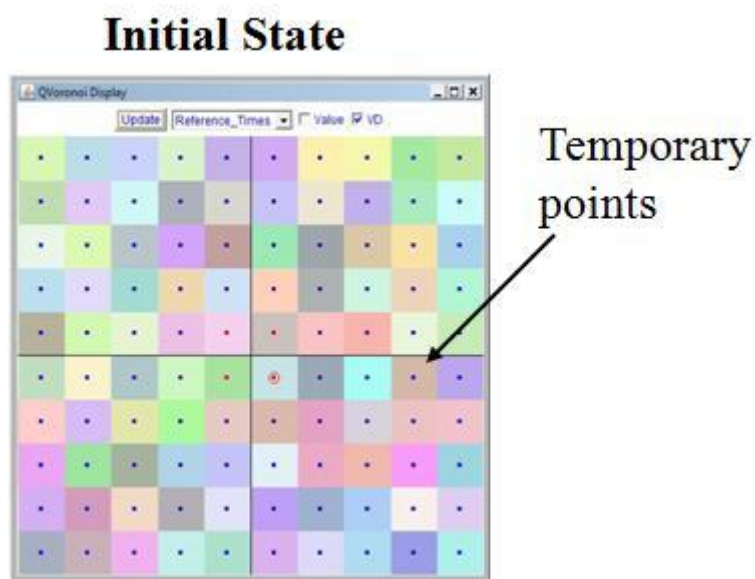 Initial State
QVoronoi Display
Update Reference_Times Value VD
Temporary
points